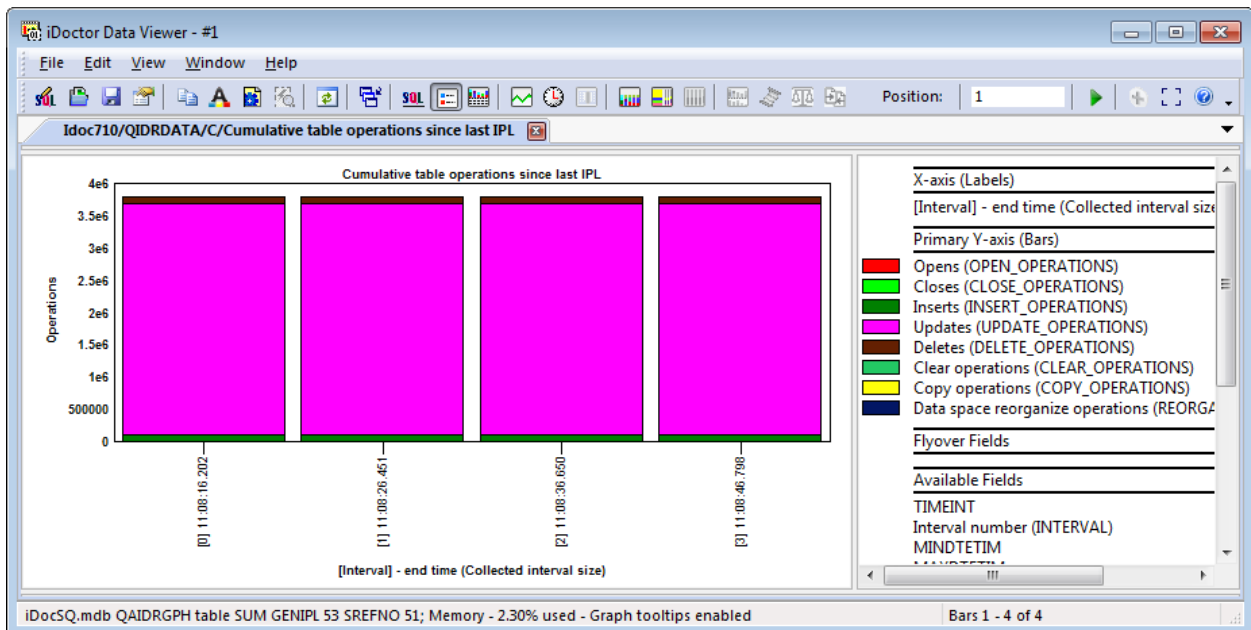 iDoctor Data Viewer - #1
File Edit View Window Help
SQL SQL Position: 1
Idoc710/QIDRDATA/C/Cumulative table operations since last IPL
Cumulative table operations since last IPL
4e6
3.5e6
3e6
2.5e6
2e6
1.5e6
1e6
500000
0
Operations
[0] 11:08:16.202
[1] 11:08:26.451
[2] 11:08:36.650
[3] 11:08:46.798
[Interval] - end time (Collected interval size)
X-axis (Labels)
[Interval] - end time (Collected interval size
Primary Y-axis (Bars)
Opens (OPEN_OPERATIONS)
Closes (CLOSE_OPERATIONS)
Inserts (INSERT_OPERATIONS)
Updates (UPDATE_OPERATIONS)
Deletes (DELETE_OPERATIONS)
Clear operations (CLEAR_OPERATIONS)
Copy operations (COPY_OPERATIONS)
Data space reorganize operations (REORGA
Flyover Fields
Available Fields
TIMEINT
Interval number (INTERVAL)
MINDTETIM
MAXDTETIM
iDocSQ.mdb QAIDRGPH table SUM GENIPL 53 SREFNO 51; Memory - 2.30% used - Graph tooltips enabled
Bars 1 - 4 of 4